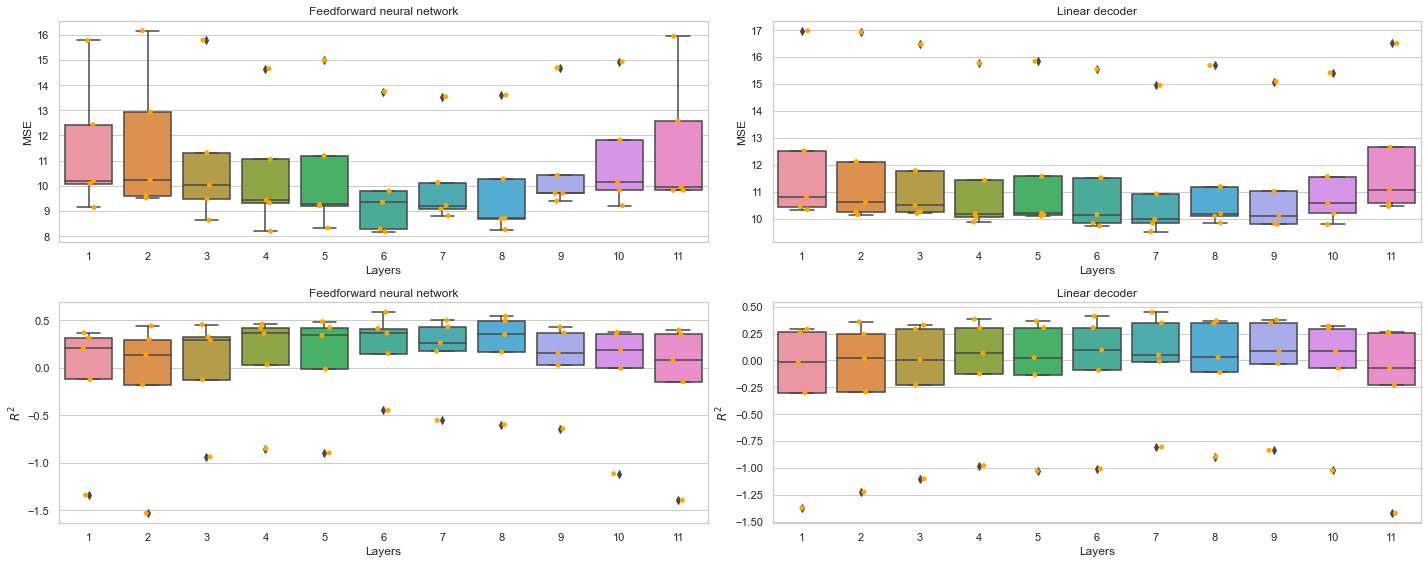 Feedforward neural network
MSE
16
15
14
13
12
11
10
9
8
1 2 3 4 5 6 7 8 9 10 11
Layers
Linear decoder
MSE
17
16
15
14
13
12
11
10
1 2 3 4 5 6 7 8 9 10 11
Layers
Feedforward neural network
R²
0.5
0.0
−0.5
−1.0
−1.5
1 2 3 4 5 6 7 8 9 10 11
Layers
Linear decoder
R²
0.50
0.25
0.00
−0.25
−0.50
−0.75
−1.00
−1.25
−1.50
1 2 3 4 5 6 7 8 9 10 11
Layers